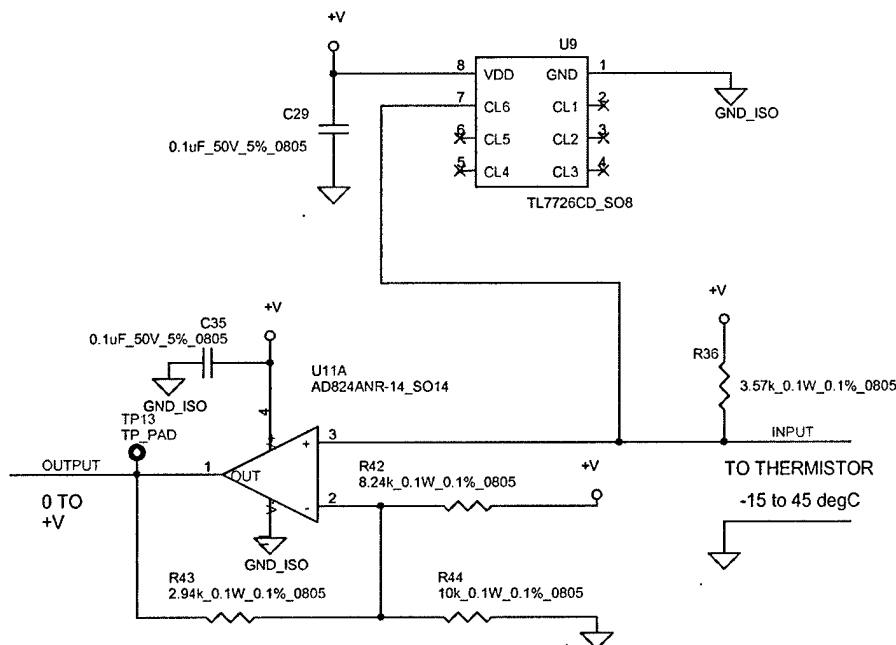 +V
U9
8 VDD GND 1
7 CL6 CL1 2
6 CL5 CL2 3
5 CL4 CL3 4
GND_ISO
C29
0.1uF_50V_5%_0805
TL7726CD_SO8
+V
+V
C35
0.1uF_50V_5%_0805
R36
3.57k_0.1W_0.1%_0805
U11A
AD824ANR-14_SO14
GND_ISO
4
V+
TP13
TP_PAD
+ 3
INPUT
OUTPUT
1 OUT
R42
8.24k_0.1W_0.1%_0805
+V
TO THERMISTOR
-15 to 45 degC
0 TO
+V
- 2
GND_ISO
R43
2.94k_0.1W_0.1%_0805
R44
10k_0.1W_0.1%_0805